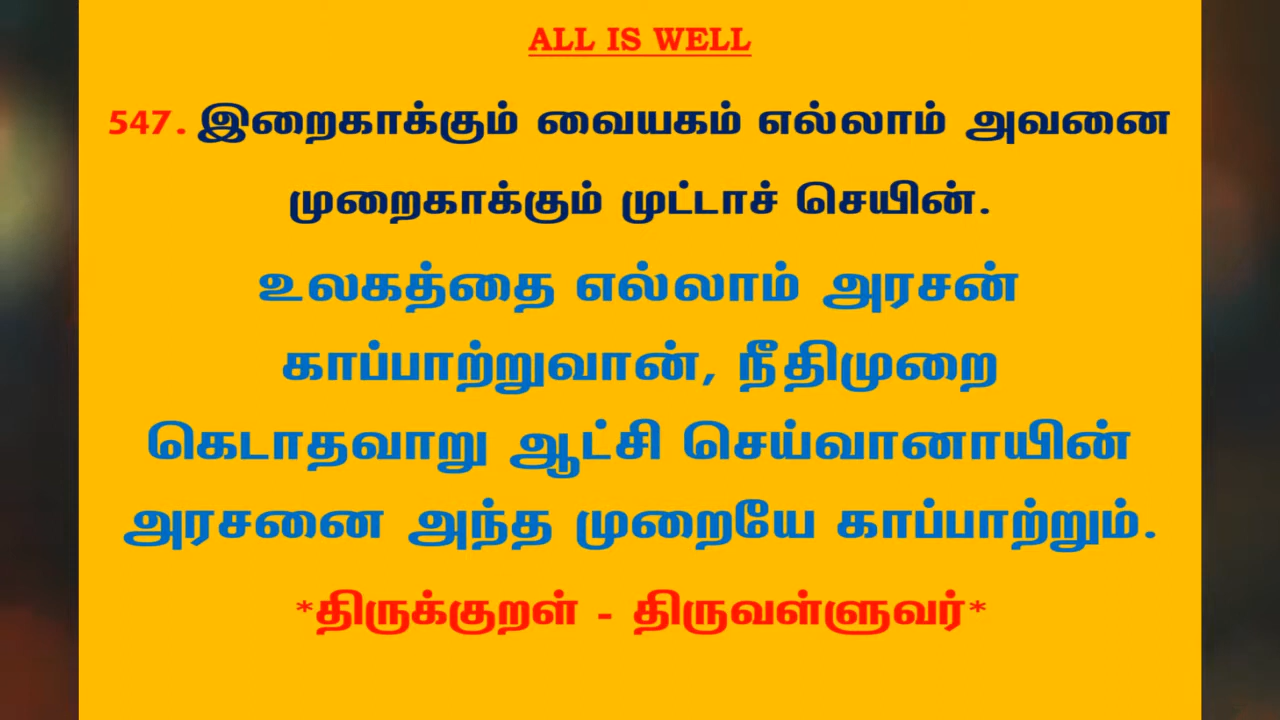 ALL IS WELL
547. இறைகாக்கும் வையகம் எல்லாம் அவனை
முறைகாக்கும் முட்டாச் செயின்.
உலகத்தை எல்லாம் அரசன்
காப்பாற்றுவான், நீதிமுறை
கெடாதவாறு ஆட்சி செய்வானாயின்
அரசனை அந்த முறையே காப்பாற்றும்.
*திருக்குறள் - திருவள்ளுவர்*